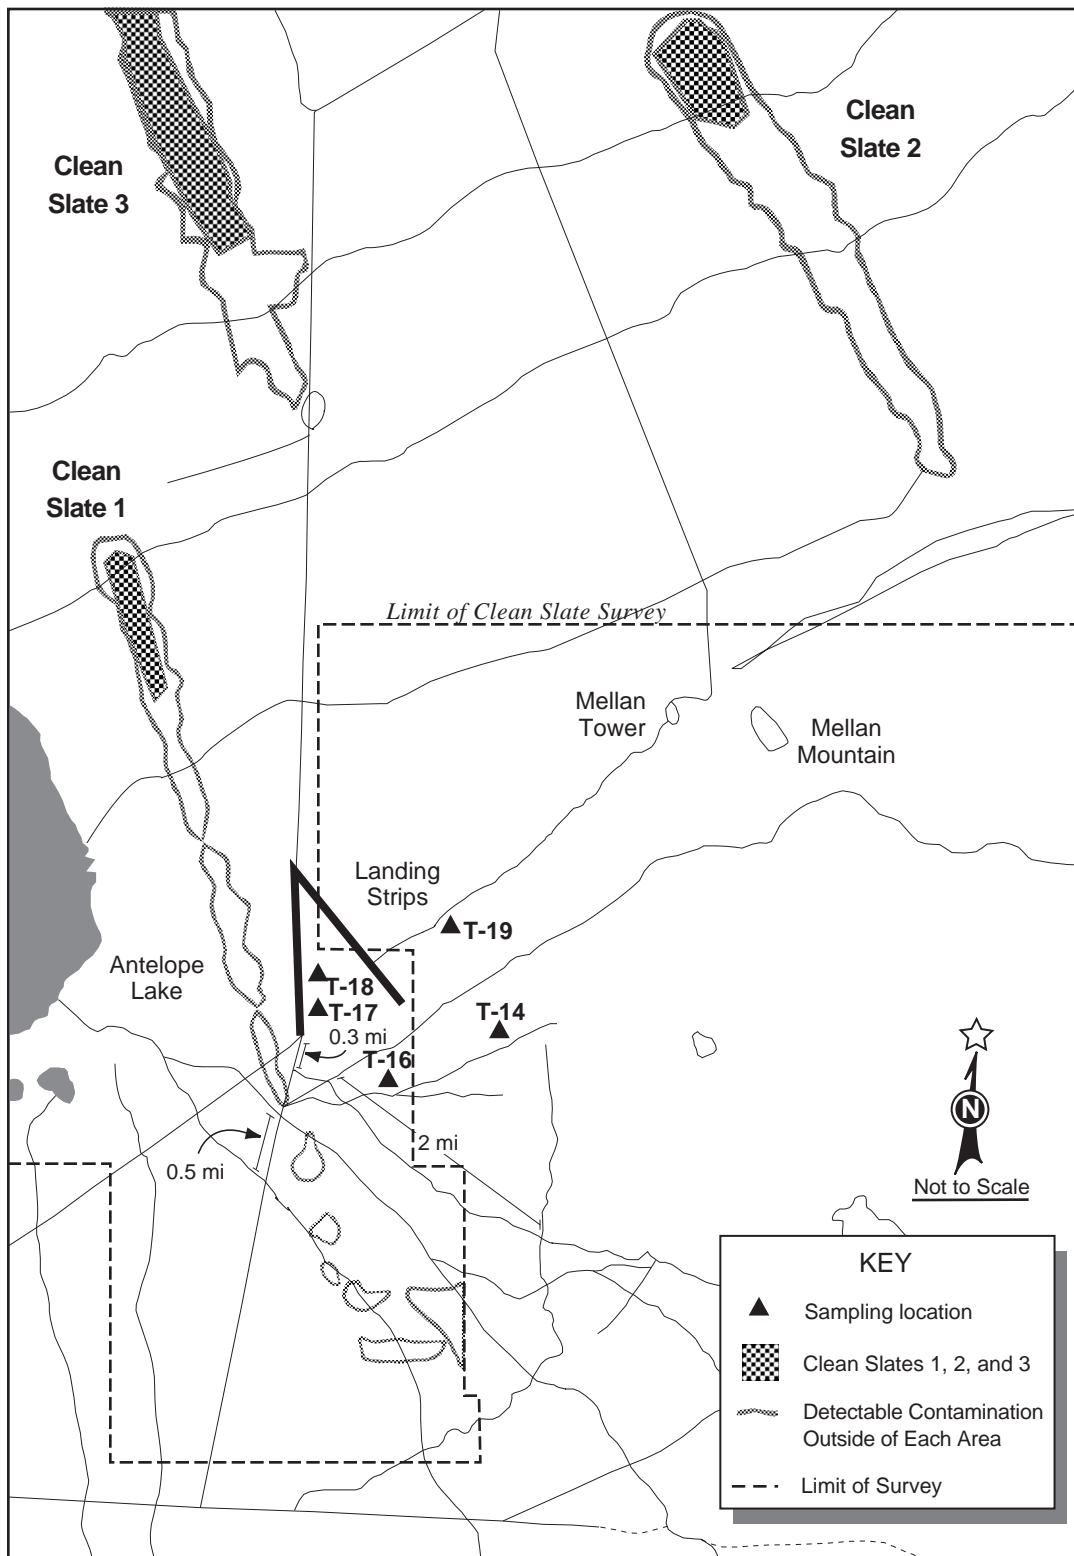 Clean
Slate 2
Clean
Slate 3
Clean
Slate 1
Limit of Clean Slate Survey
Mellan
Tower
Mellan
Mountain
Landing
Strips
T-19
Antelope
Lake
T-18
T-17
T-14
0.3 mi
T-16
2 mi
0.5 mi
N
Not to Scale
KEY
Sampling location
Clean Slates 1, 2, and 3
Detectable Contamination
Outside of Each Area
Limit of Survey